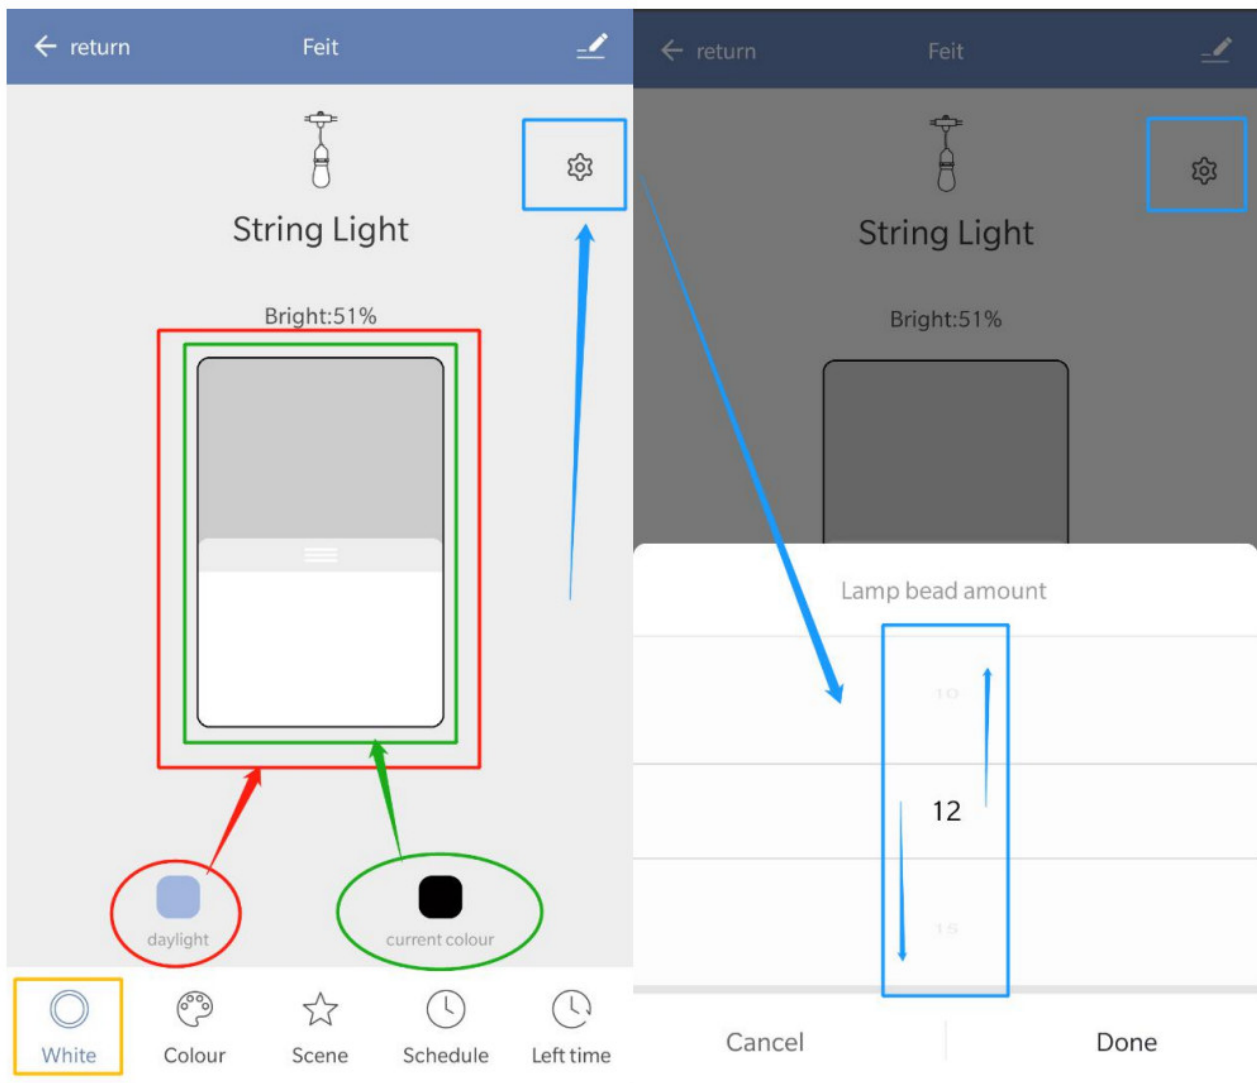 return
Feit
String Light
Bright:51%
daylight
current colour
White
Colour
Scene
Schedule
Left time
return
Feit
String Light
Bright:51%
Lamp bead amount
10
12
15
Cancel
Done